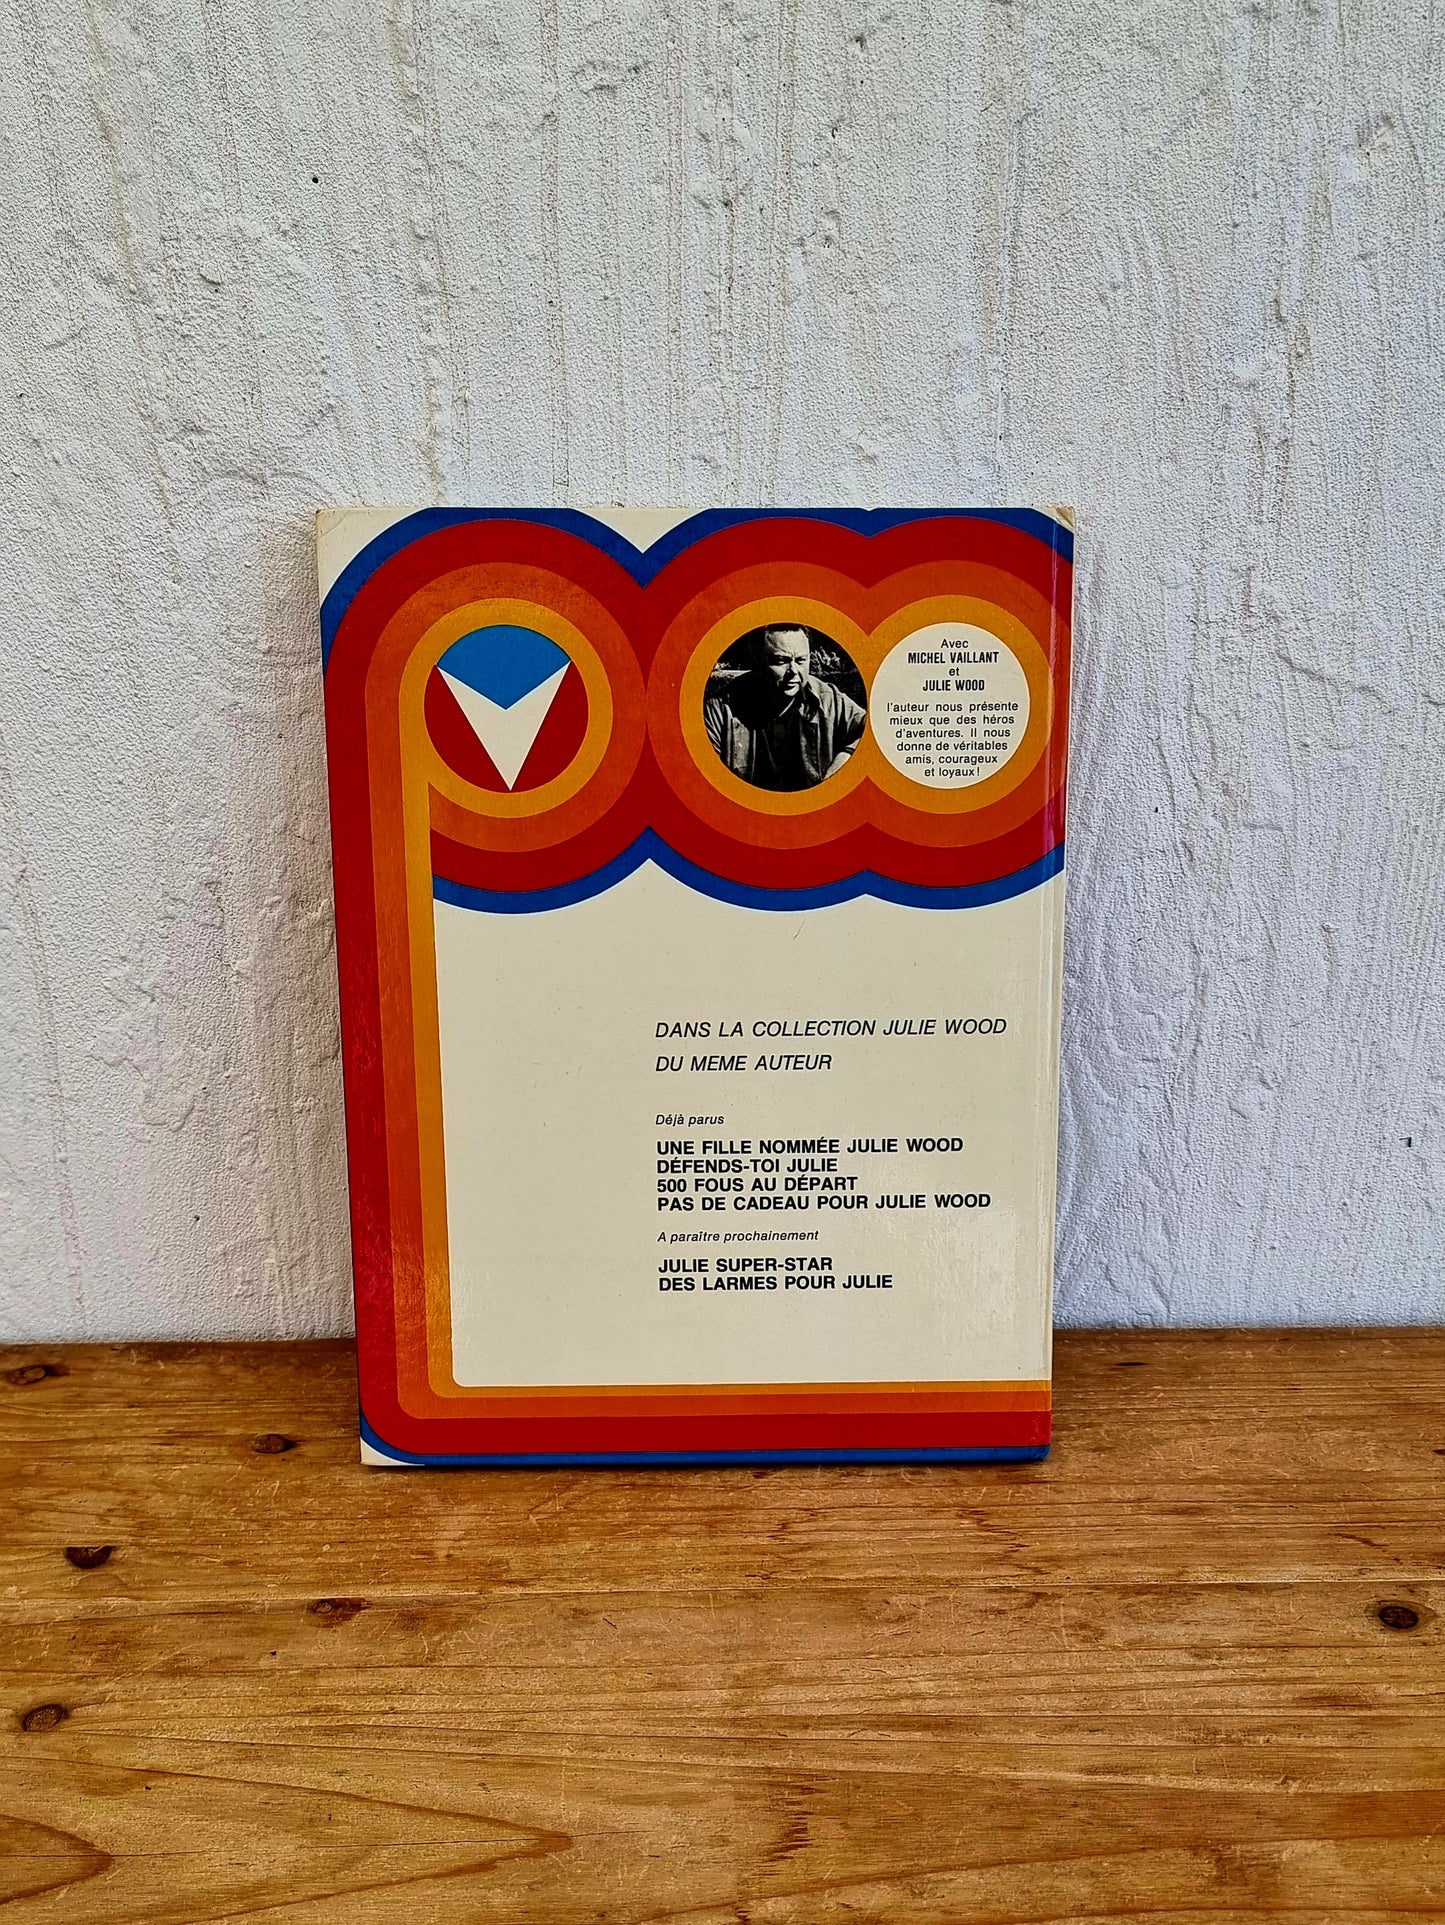 Avec
MICHEL VAILLANT
et
JULIE WOOD
l'auteur nous présente
mieux que des héros
d'aventures. Il nous
donne de véritables
amis, courageux
et loyaux!
DANS LA COLLECTION JULIE WOOD
DU MEME AUTEUR
Déjà parus
UNE FILLE NOMMÉE JULIE WOOD
DÉFENDS-TOI JULIE
500 FOUS AU DÉPART
PAS DE CADEAU POUR JULIE WOOD
A paraître prochainement
JULIE SUPER-STAR
DES LARMES POUR JULIE